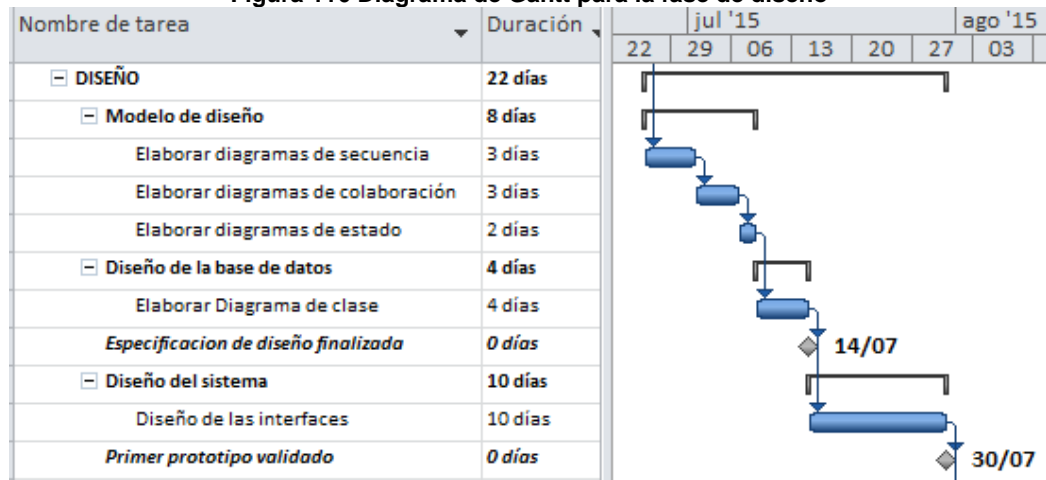 Figura 110 Diagrama de Gantt para la fase de diseño
Nombre de tarea Duración jul '15 ago '15
22 29 06 13 20 27 03
DISEÑO 22 días
Modelo de diseño 8 días
Elaborar diagramas de secuencia 3 días
Elaborar diagramas de colaboración 3 días
Elaborar diagramas de estado 2 días
Diseño de la base de datos 4 días
Elaborar Diagrama de clase 4 días
Especificacion de diseño finalizada 0 días 14/07
Diseño del sistema 10 días
Diseño de las interfaces 10 días
Primer prototipo validado 0 días 30/07